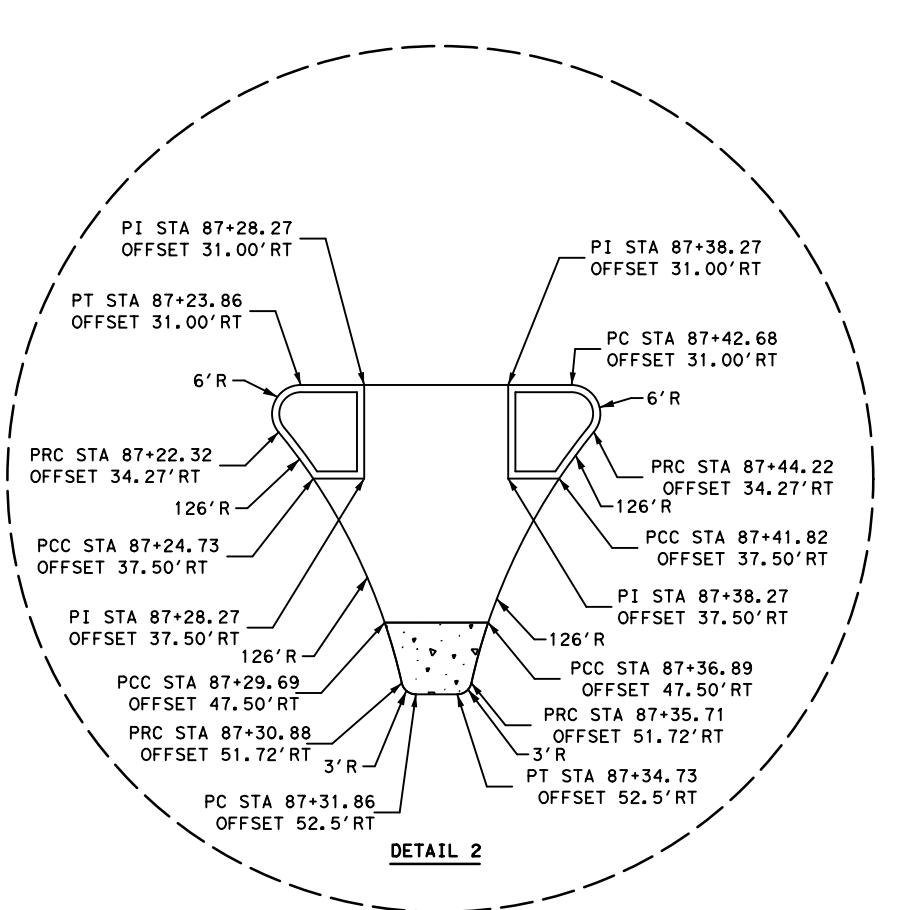 PI STA 87+28.27
OFFSET 31.00'RT
PI STA 87+38.27
OFFSET 31.00'RT
PT STA 87+23.86
OFFSET 31.00'RT
PC STA 87+42.68
OFFSET 31.00'RT
6'R
6'R
PRC STA 87+22.32
OFFSET 34.27'RT
PRC STA 87+44.22
OFFSET 34.27'RT
126'R
126'R
PCC STA 87+24.73
OFFSET 37.50'RT
PCC STA 87+41.82
OFFSET 37.50'RT
PI STA 87+28.27
OFFSET 37.50'RT
PI STA 87+38.27
OFFSET 37.50'RT
126'R
126'R
PCC STA 87+29.69
OFFSET 47.50'RT
PCC STA 87+36.89
OFFSET 47.50'RT
PRC STA 87+30.88
OFFSET 51.72'RT
PRC STA 87+35.71
OFFSET 51.72'RT
3'R
3'R
PT STA 87+34.73
OFFSET 52.5'RT
PC STA 87+31.86
OFFSET 52.5'RT
DETAIL 2